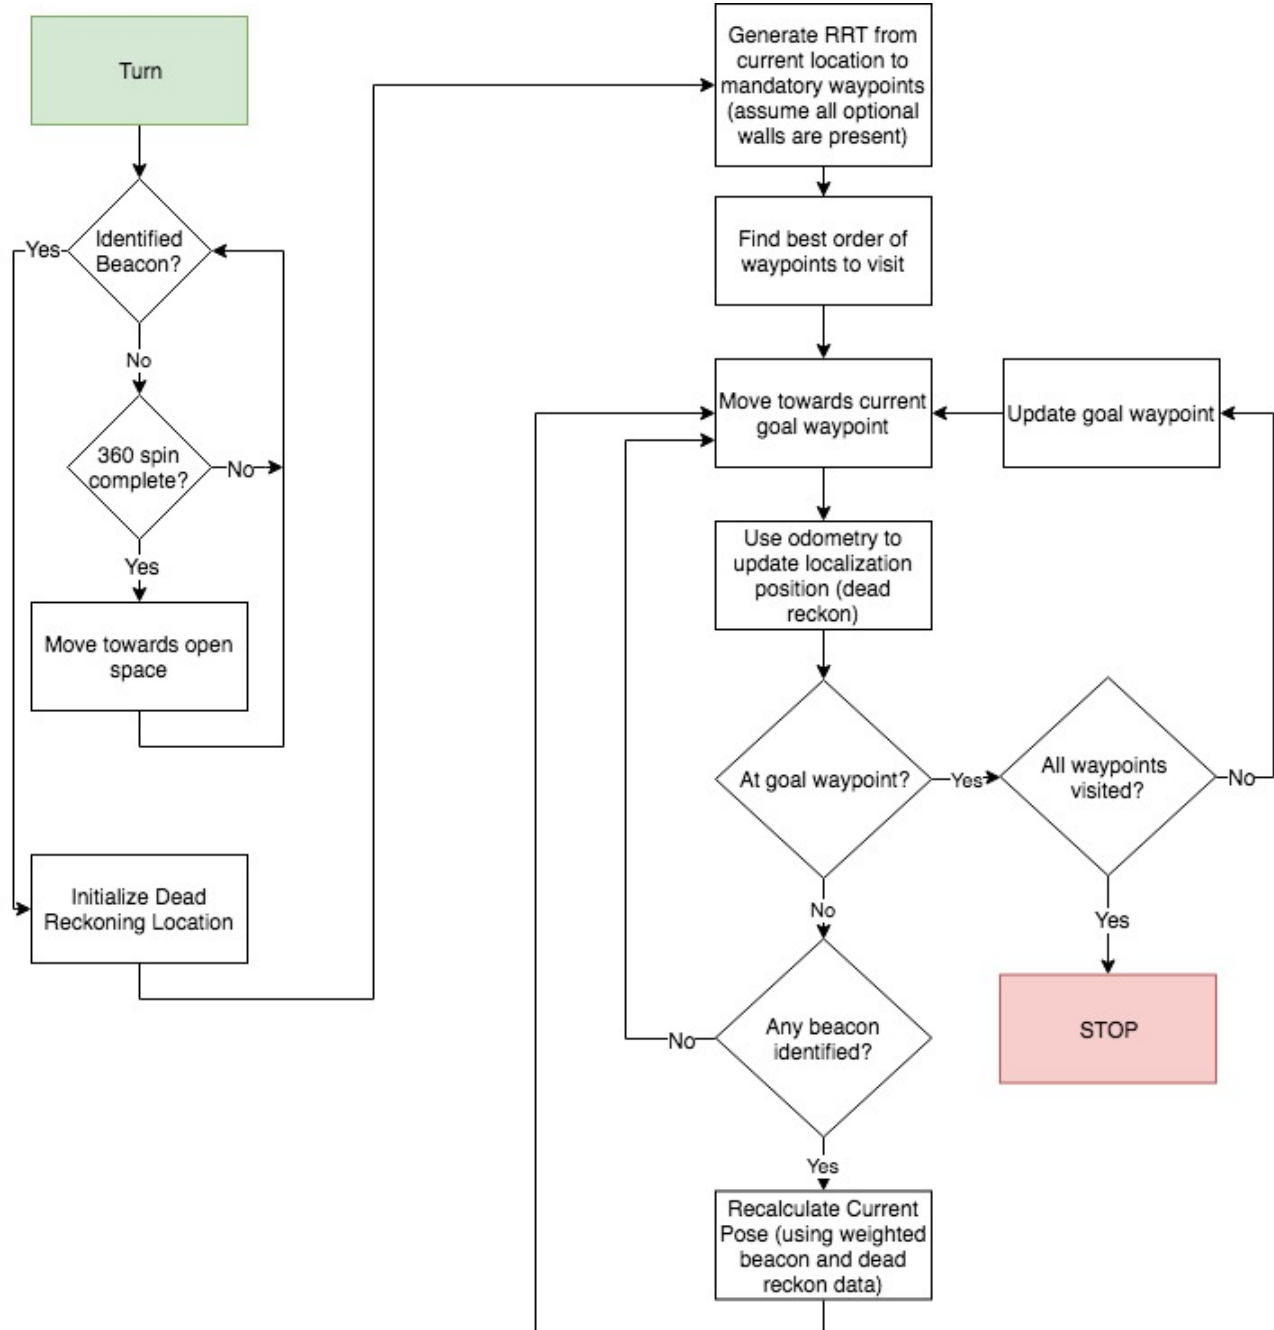 Turn
Identified
Beacon?
Yes
No
360 spin
complete?
No
Yes
Move towards open
space
Initialize Dead
Reckoning Location
Generate RRT from
current location to
mandatory waypoints
(assume all optional
walls are present)
Find best order of
waypoints to visit
Move towards current
goal waypoint
Update goal waypoint
Use odometry to
update localization
position (dead
reckon)
At goal waypoint?
Yes
All waypoints
visited?
No
No
Yes
Any beacon
identified?
No
STOP
Yes
Recalculate Current
Pose (using weighted
beacon and dead
reckon data)